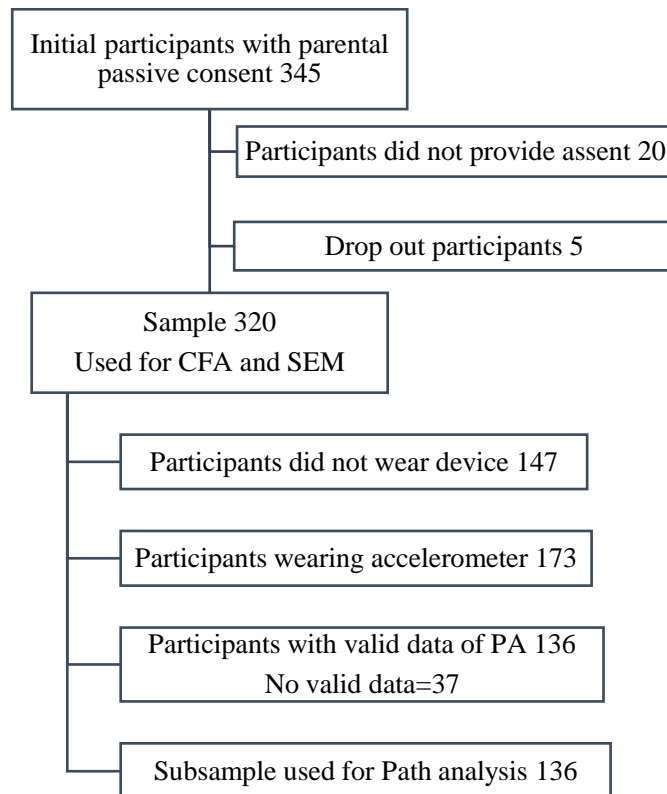 Initial participants with parental
passive consent 345
Participants did not provide assent 20
Drop out participants 5
Sample 320
Used for CFA and SEM
Participants did not wear device 147
Participants wearing accelerometer 173
Participants with valid data of PA 136
No valid data=37
Subsample used for Path analysis 136